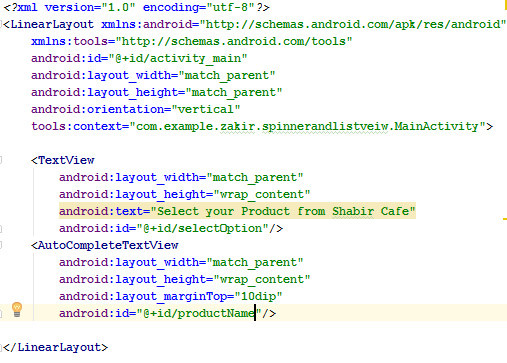 <?xml version="1.0" encoding="utf-8"?>
<LinearLayout xmlns:android="http://schemas.android.com/apk/res/android"
xmlns:tools="http://schemas.android.com/tools"
android:id="@+id/activity_main"
android:layout_width="match_parent"
android:layout_height="match_parent"
android:orientation="vertical"
tools:context="com.example.zakir.spinnerandlistveiw.MainActivity">
<TextView
android:layout_width="match_parent"
android:layout_height="wrap_content"
android:text="Select your Product from Shabir Cafe"
android:id="@+id/selectOption"/>
<AutoCompleteTextView
android:layout_width="match_parent"
android:layout_height="wrap_content"
android:layout_marginTop="10dip"
android:id="@+id/productName"/>
</LinearLayout>